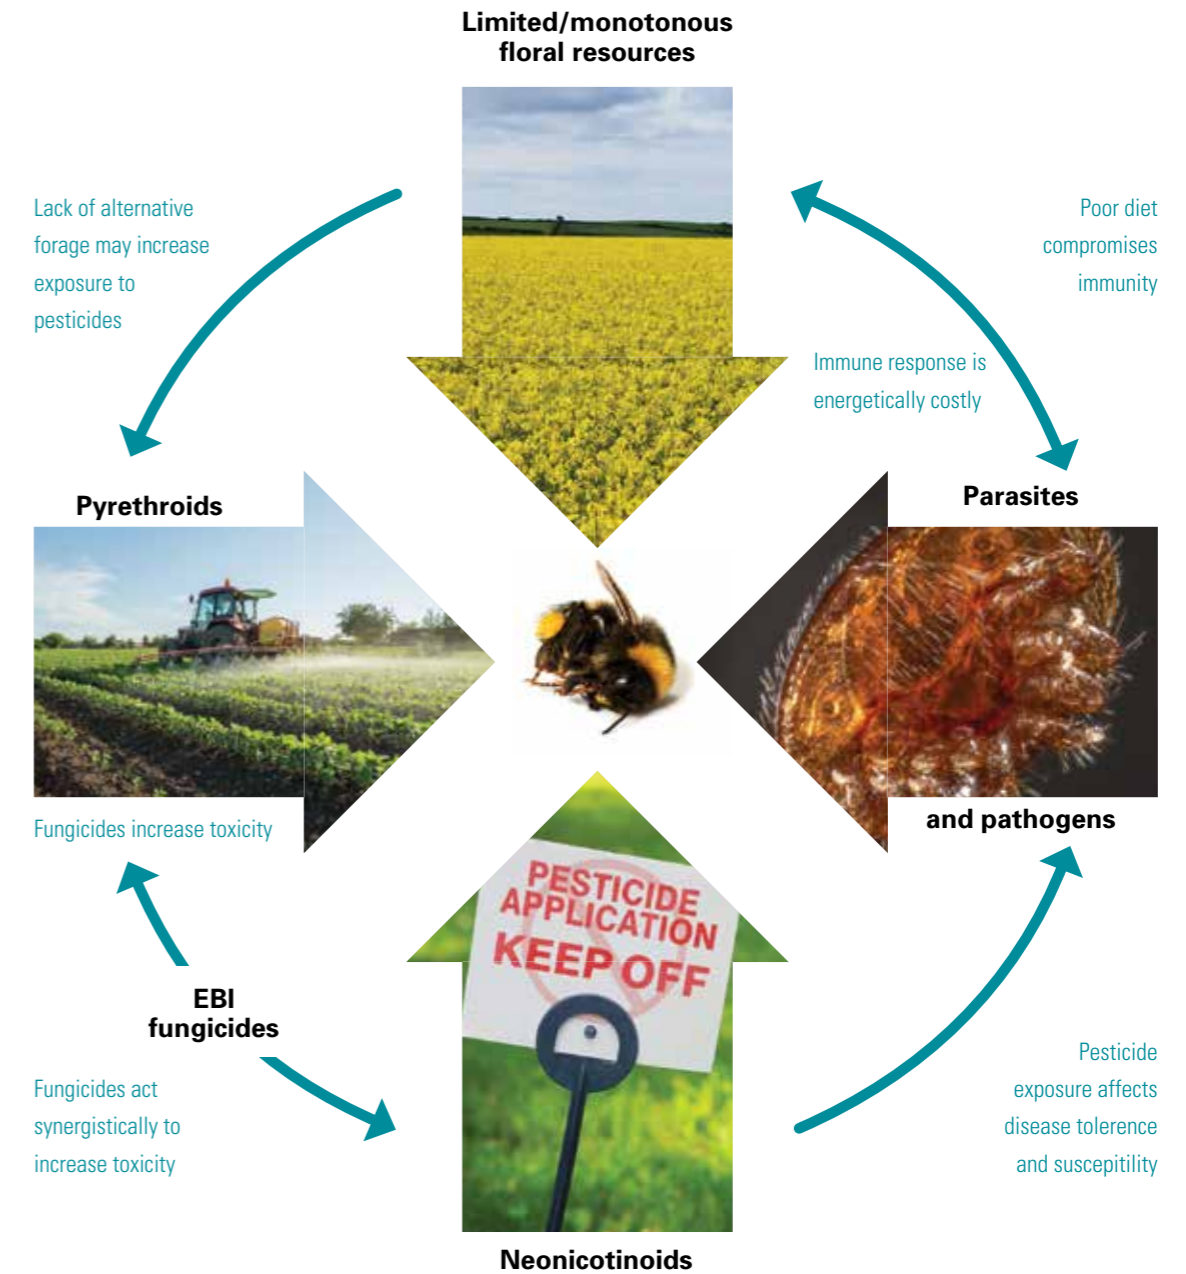 Limited/monotonous
floral resources
Lack of alternative
forage may increase
exposure to
pesticides
Poor diet
compromises
immunity
Immune response is
energetically costly
Pyrethroids
Parasites
and pathogens
Fungicides increase toxicity
PESTICIDE
APPLICATION
KEEP OFF
EBI
fungicides
Fungicides act
synergistically to
increase toxicity
Pesticide
exposure affects
disease tolerence
and suscepitility
Neonicotinoids